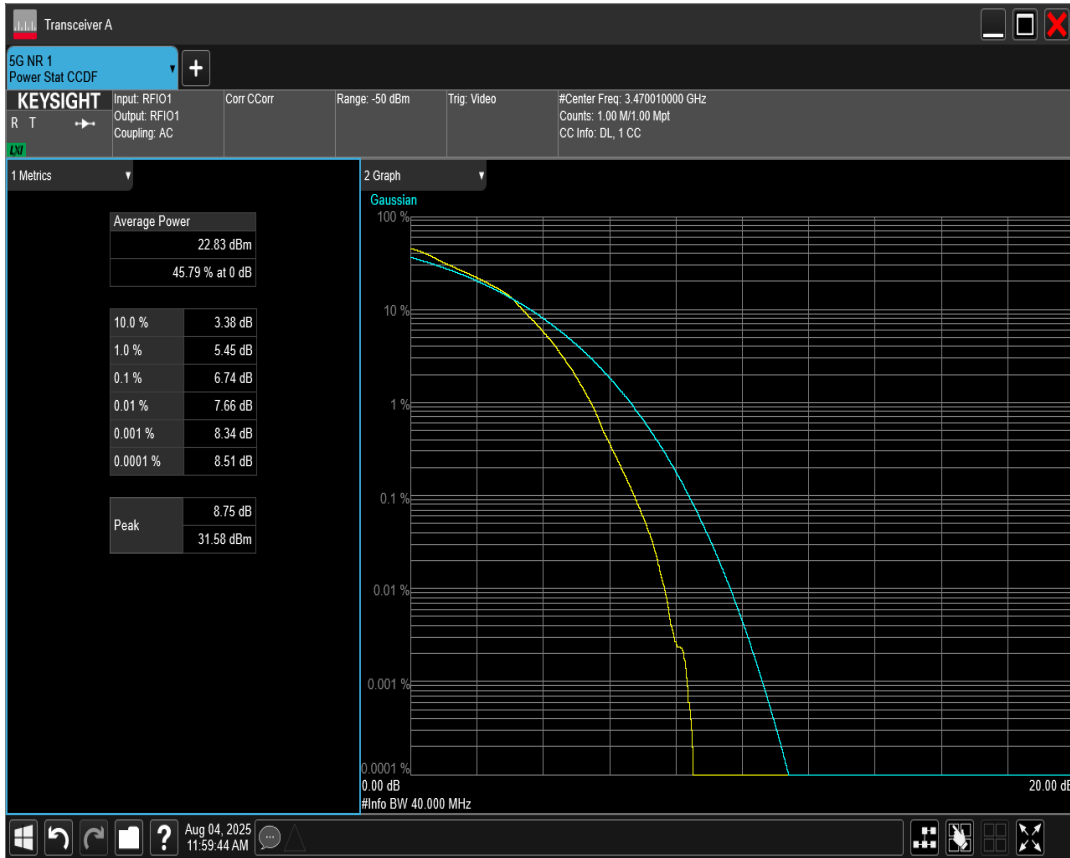 Transceiver A
5G NR 1
Power Stat CCDF
KEYSIGHT
R T
LXI
Input: RFIO1
Output: RFIO1
Coupling: AC
Corr CCorr
Range: -50 dBm
Trig: Video
#Center Freq: 3.470010000 GHz
Counts: 1.00 M/1.00 Mpt
CC Info: DL, 1 CC
1 Metrics
Average Power
22.83 dBm
45.79 % at 0 dB
10.0 % 3.38 dB
1.0 % 5.45 dB
0.1 % 6.74 dB
0.01 % 7.66 dB
0.001 % 8.34 dB
0.0001 % 8.51 dB
Peak
8.75 dB
31.58 dBm
2 Graph
Gaussian
100 %
10 %
1 %
0.1 %
0.01 %
0.001 %
0.0001 %
0.00 dB 20.00 dB
#Info BW 40.000 MHz
?
Aug 04, 2025
11:59:44 AM